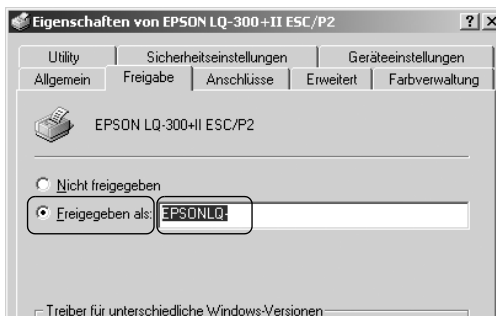 Eigenschaften von EPSON LQ-300+II ESC/P2
Utility Sicherheitseinstellungen Geräteeinstellungen
Allgemein Freigabe Anschlüsse Erweitert Farbverwaltung
EPSON LQ-300+II ESC/P2
Nicht freigegeben
Freigegeben als: EPSONLQ-
Treiber für unterschiedliche Windows-Versionen